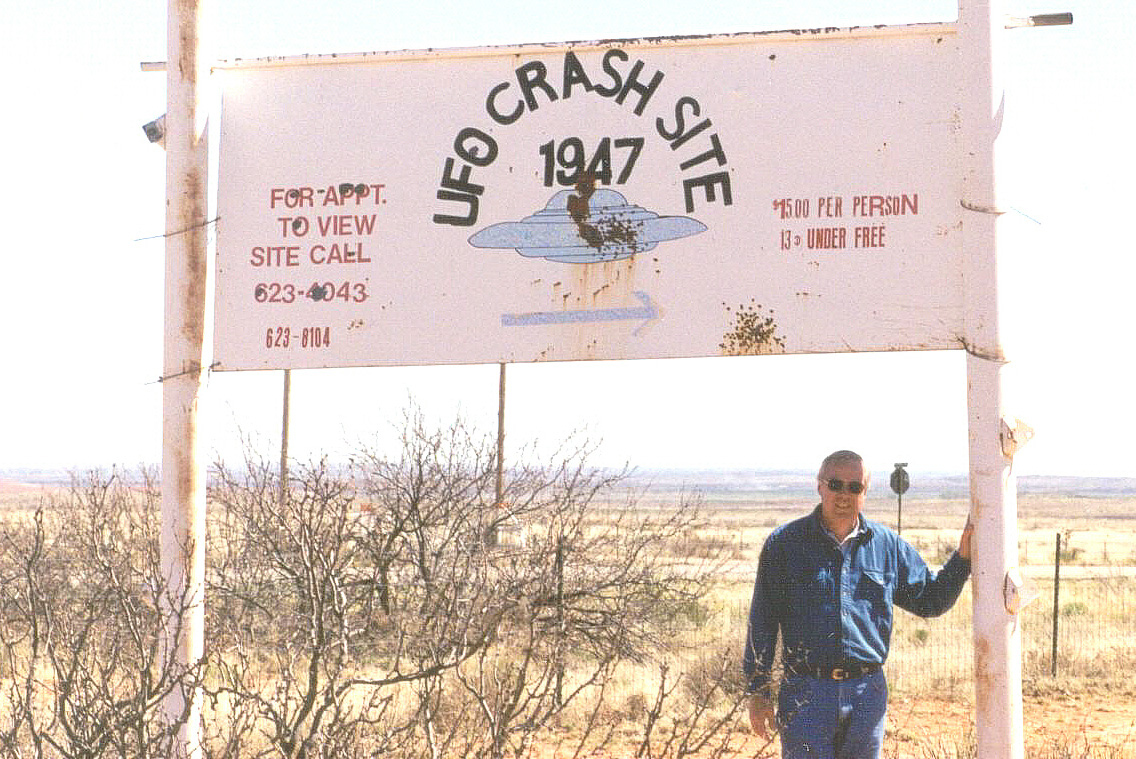 UFO CRASH SITE
1947
FOR APPT.
TO VIEW
SITE CALL
623-4043
623-8104
$15.00 PER PERSON
13 UNDER FREE